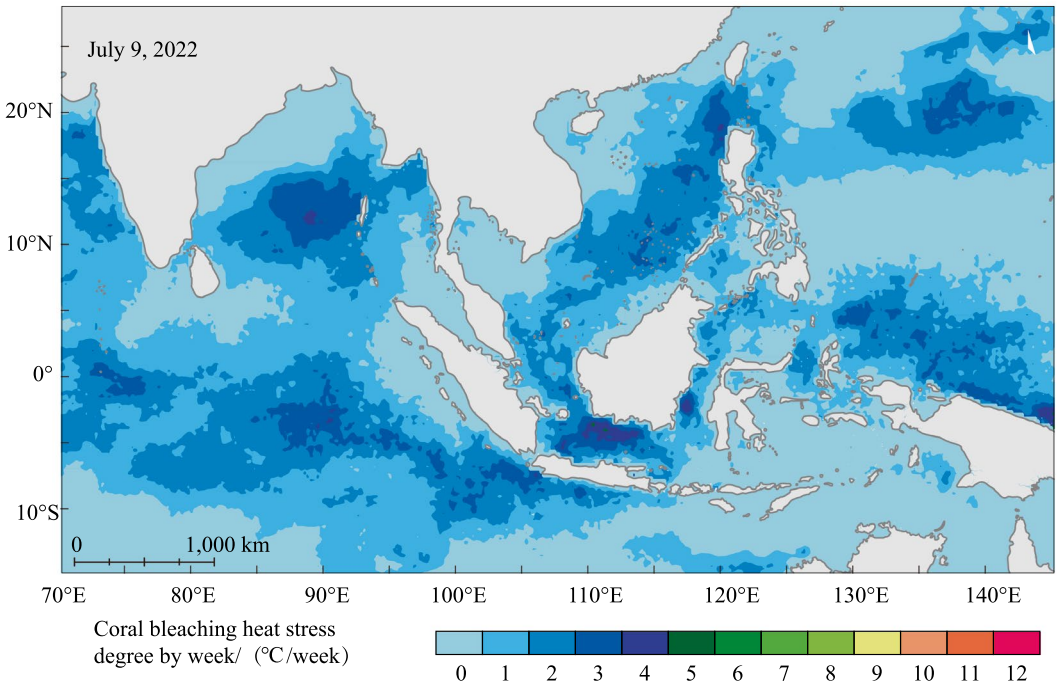 July 9, 2022
20°N
10°N
0°
10°S
0 1,000 km
70°E 80°E 90°E 100°E 110°E 120°E 130°E 140°E
Coral bleaching heat stress
degree by week/（℃/week）
0 1 2 3 4 5 6 7 8 9 10 11 12